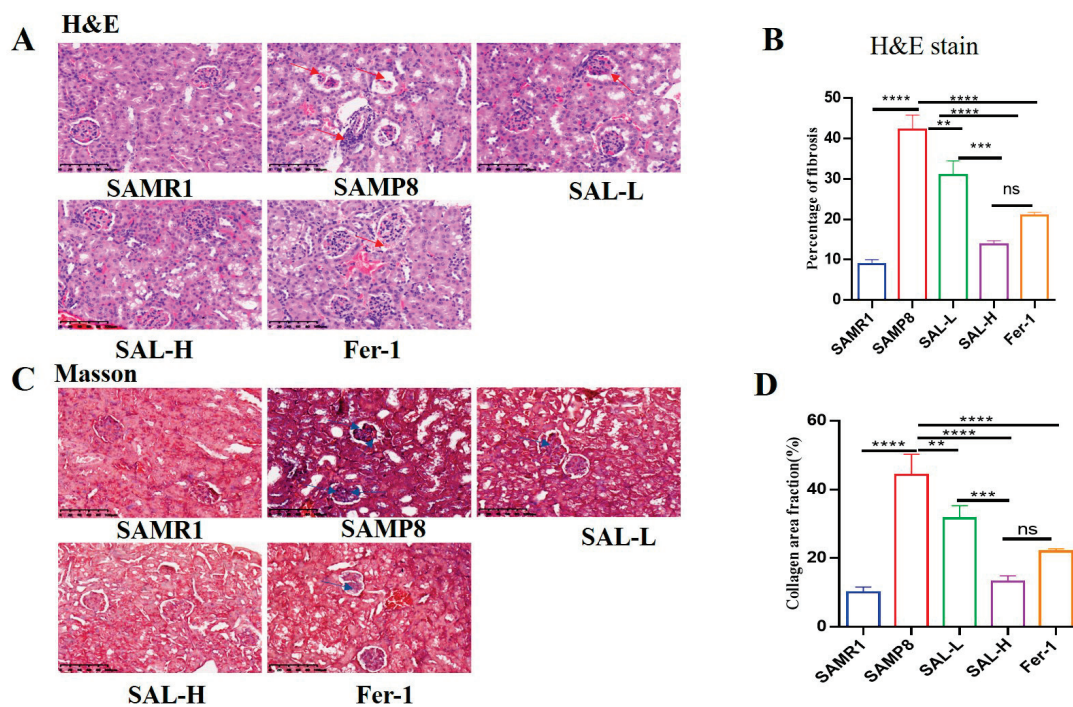 A
H&E
SAMR1
SAMP8
SAL-L
SAL-H
Fer-1
B
H&E stain
Percentage of fibrosis
50
40
30
20
10
0
****
****
****
**
***
ns
SAMR1
SAMP8
SAL-L
SAL-H
Fer-1
C
Masson
SAMR1
SAMP8
SAL-L
SAL-H
Fer-1
D
Collagen area fraction(%)
60
40
20
0
****
****
****
**
***
ns
SAMR1
SAMP8
SAL-L
SAL-H
Fer-1